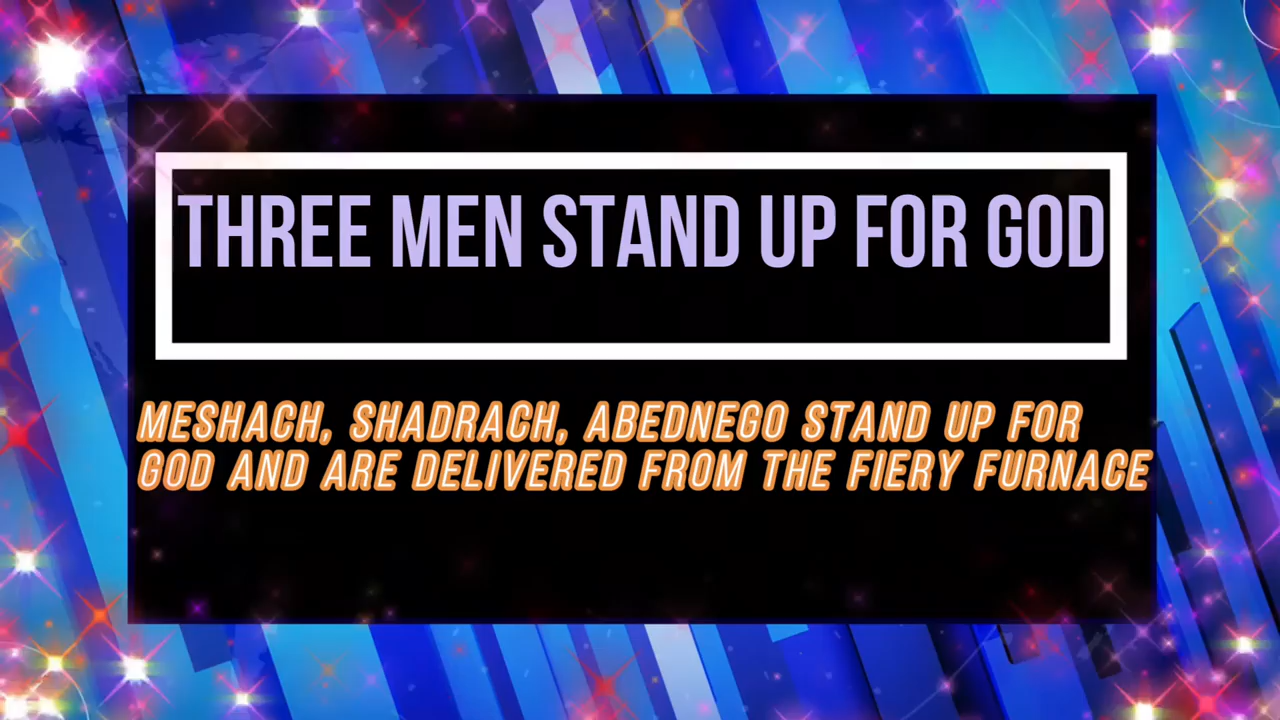 THREE MEN STAND UP FOR GOD
MESHACH, SHADRACH, ABEDNEGO STAND UP FOR
GOD AND ARE DELIVERED FROM THE FIERY FURNACE